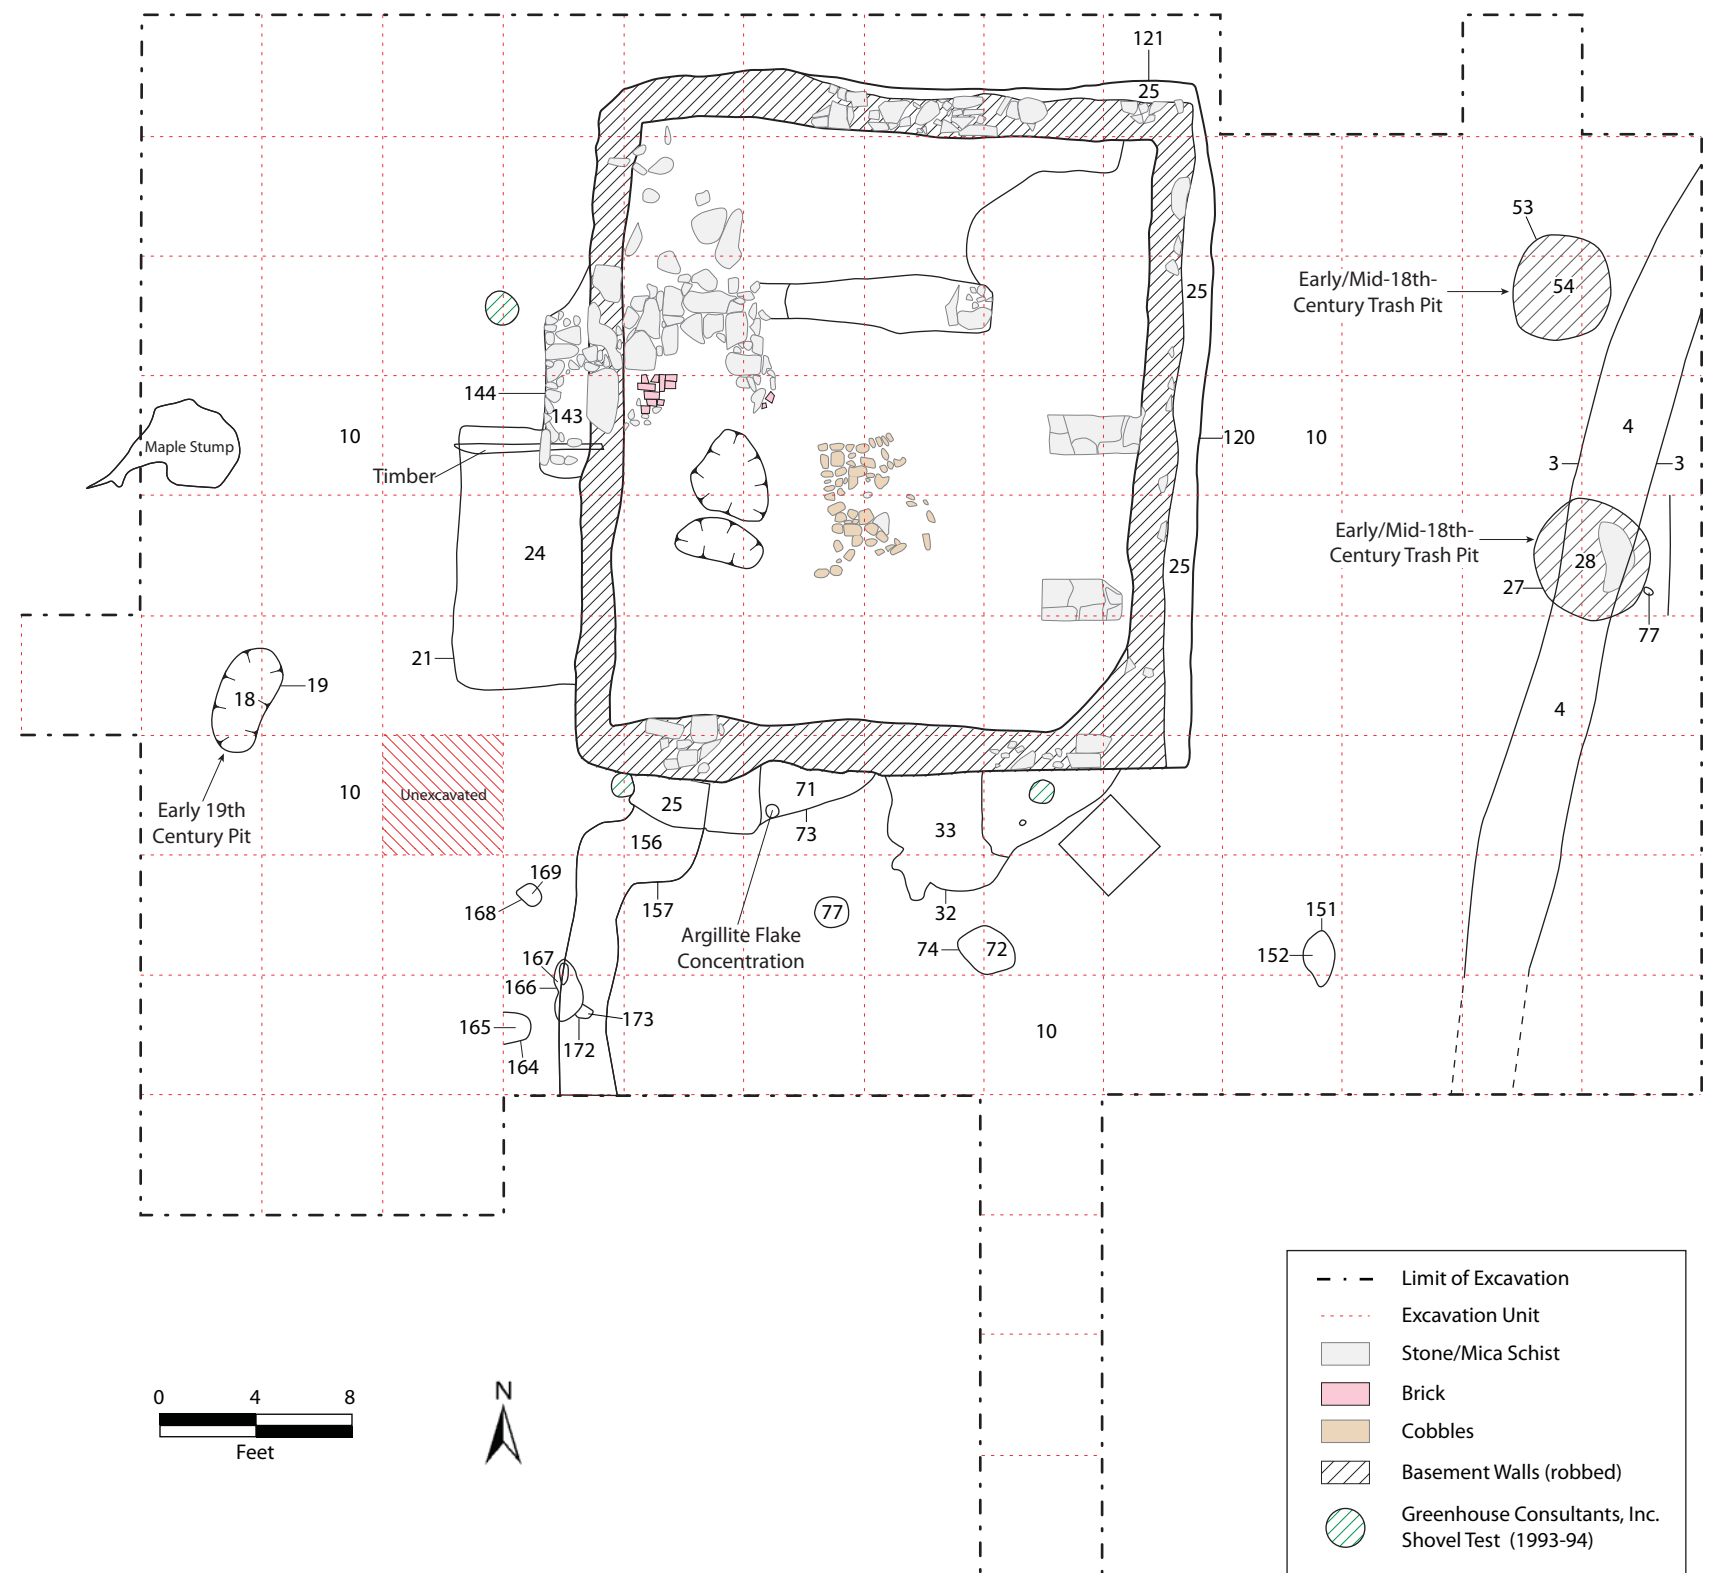 121
25
53
54
Early/Mid-18th-
Century Trash Pit
25
144
143
10
Maple Stump
Timber
120
10
4
3
3
Early/Mid-18th-
Century Trash Pit
24
25
28
27
77
21
18
19
4
Early 19th
Century Pit
10
Unexcavated
25
71
73
33
156
169
168
157
77
32
Argillite Flake
Concentration
74
72
151
152
167
166
165
173
172
164
10
Limit of Excavation
Excavation Unit
Stone/Mica Schist
Brick
Cobbles
Basement Walls (robbed)
Greenhouse Consultants, Inc.
Shovel Test (1993-94)
0 4 8
Feet
N